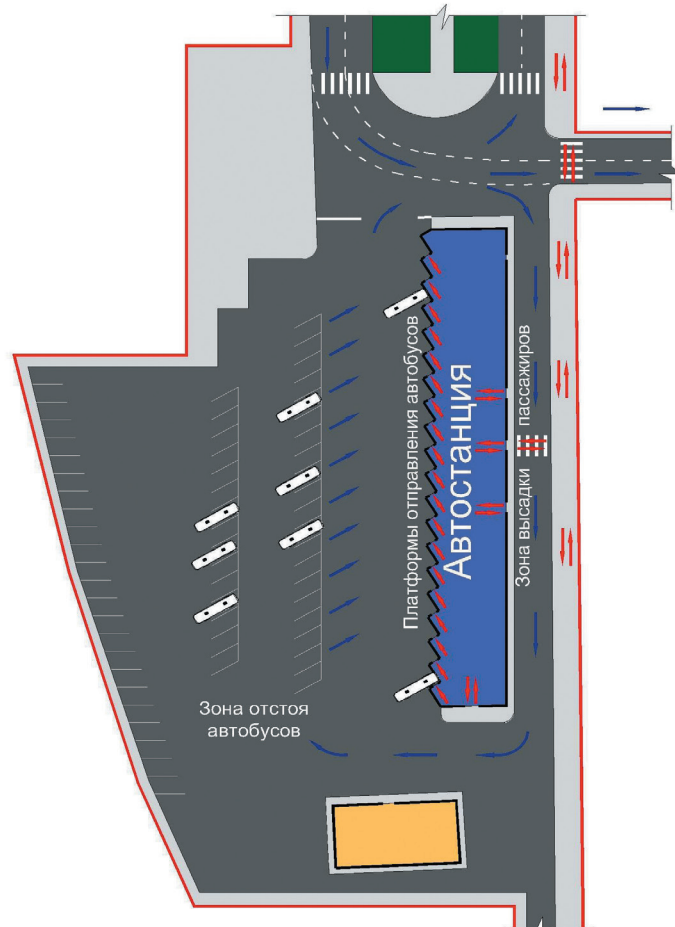 Платформы отправления автобусов
Автостанция
Зона высадки пассажиров
Зона отстоя
автобусов